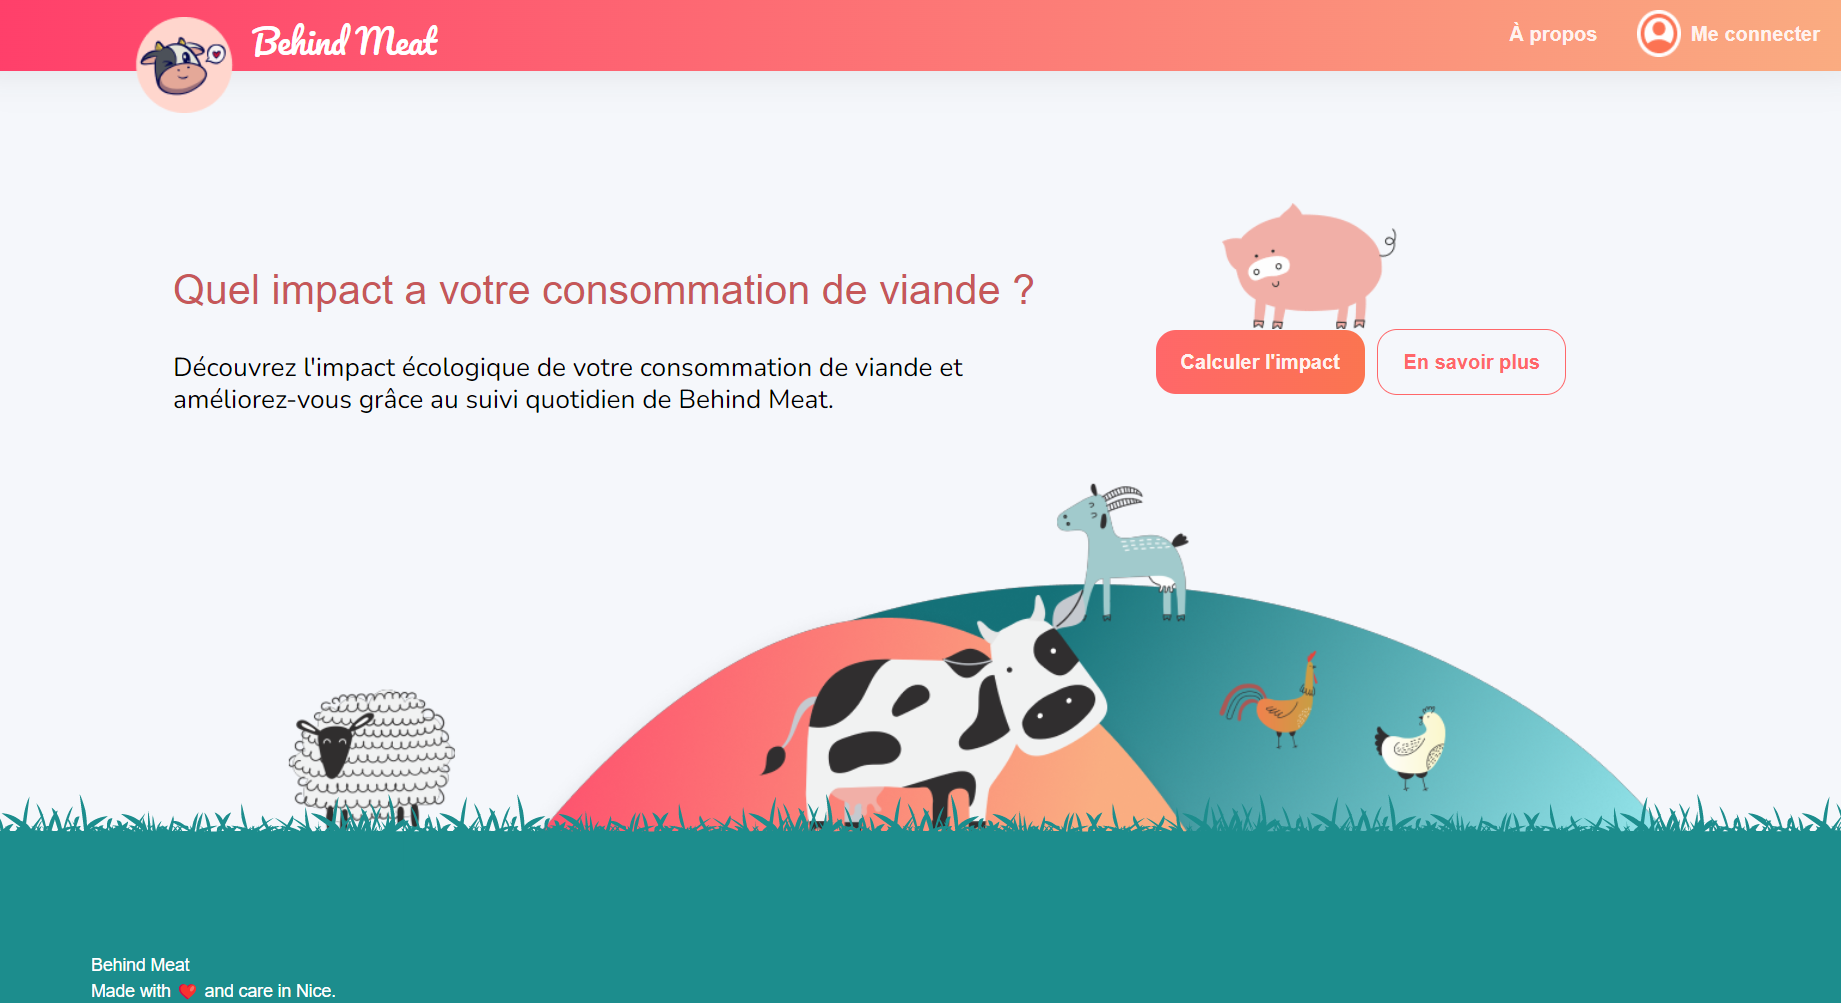 Behind Meat
À propos
Me connecter
Quel impact a votre consommation de viande ?
Découvrez l'impact écologique de votre consommation de viande et
améliorez-vous grâce au suivi quotidien de Behind Meat.
Calculer l'impact
En savoir plus
Behind Meat
Made with ❤️ and care in Nice.